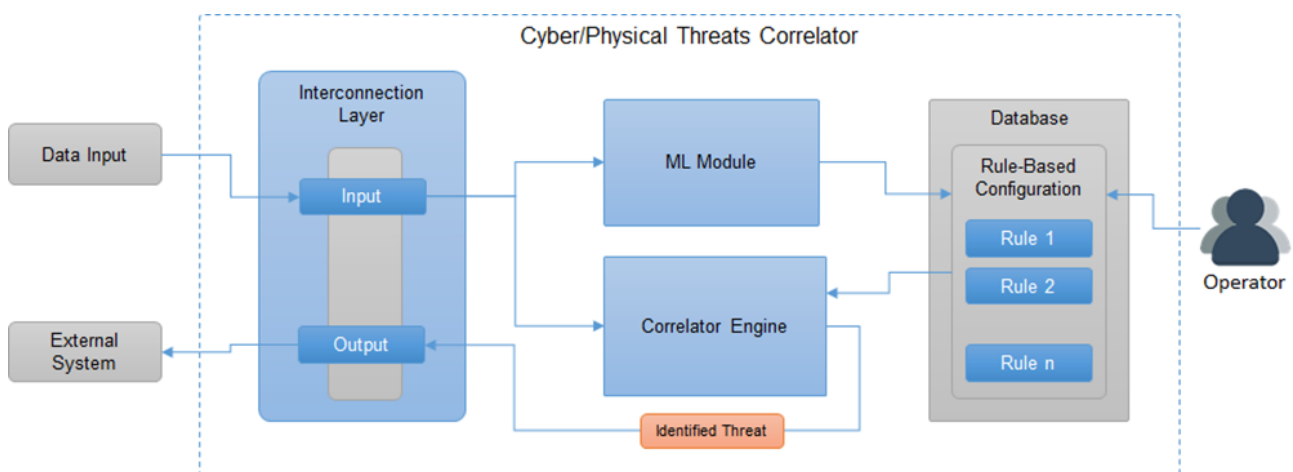 Cyber/Physical Threats Correlator
Interconnection
Layer
Data Input
Input
ML Module
Database
Rule-Based
Configuration
Rule 1
Rule 2
Rule n
Operator
External
System
Output
Correlator Engine
Identified Threat